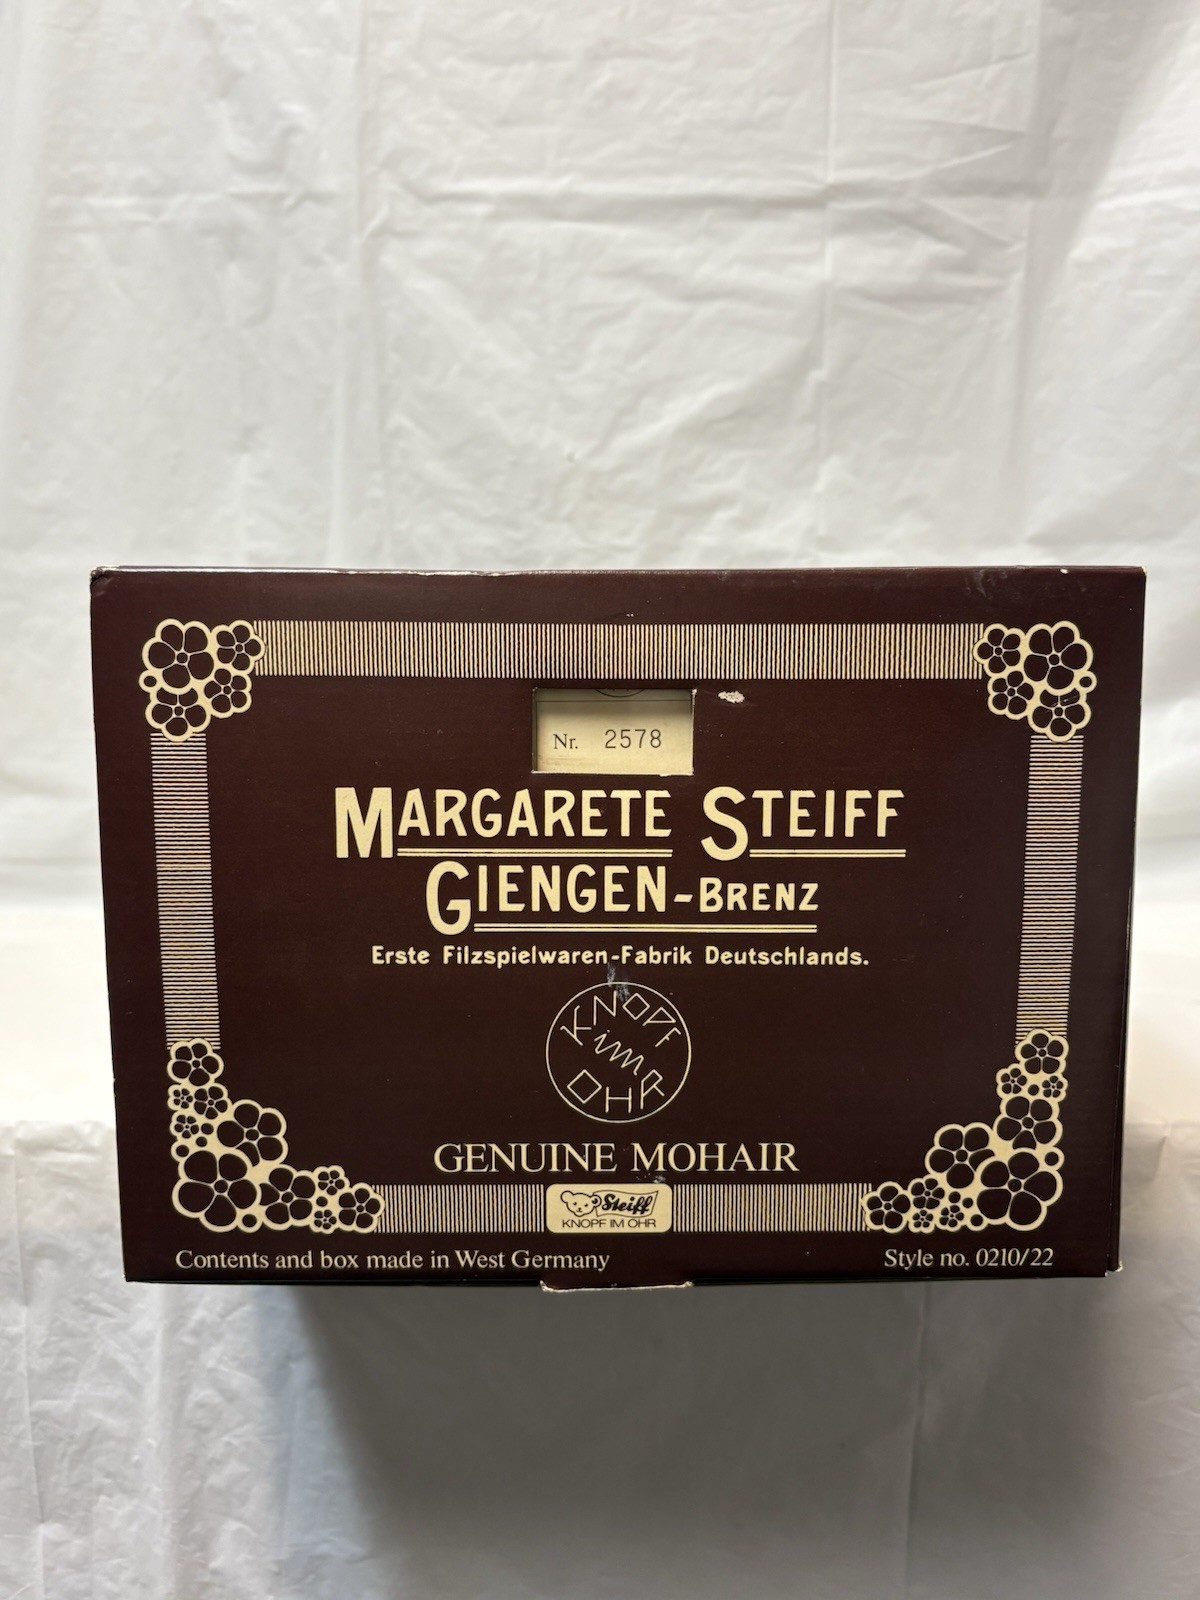 Nr. 2578
MARGARETE STEIFF
GIENGEN-BRENZ
Erste Filzspielwaren-Fabrik Deutschlands.
KNOPF
im
OHR
GENUINE MOHAIR
Steiff
KNOPF IM OHR
Contents and box made in West Germany
Style no. 0210/22